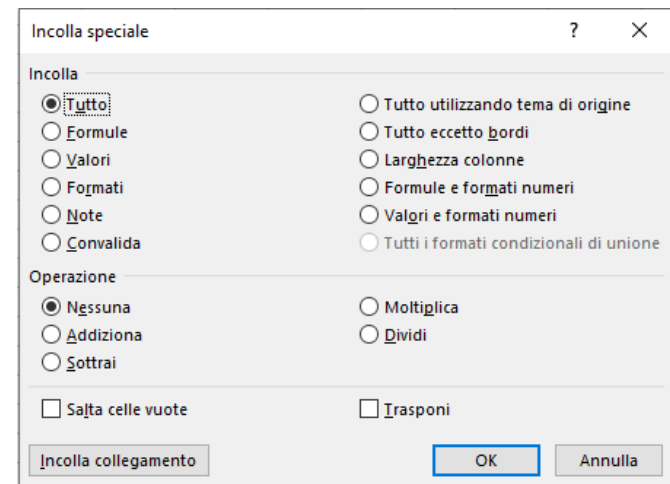 Incolla speciale
?
Incolla
Tutto
Tutto utilizzando tema di origine
Formule
Tutto eccetto bordi
Valori
Larghezza colonne
Formati
Formule e formati numeri
Note
Valori e formati numeri
Convalida
Tutti i formati condizionali di unione
Operazione
Nessuna
Moltiplica
Addiziona
Dividi
Sottrai
Salta celle vuote
Trasponi
Incolla collegamento
OK
Annulla